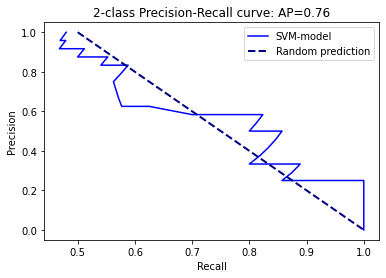 2-class Precision-Recall curve: AP=0.76
SVM-model
Random prediction
Precision
1.0
0.8
0.6
0.4
0.2
0.0
0.5 0.6 0.7 0.8 0.9 1.0
Recall